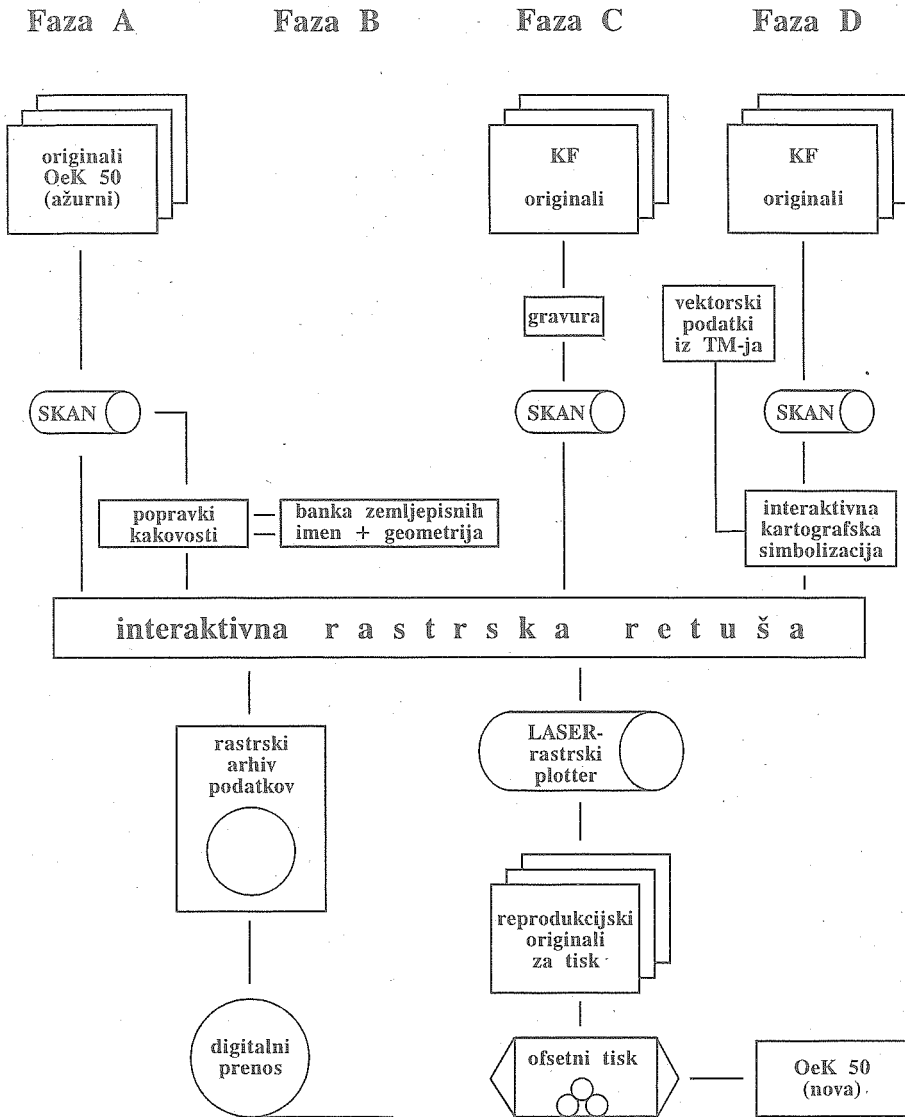 Faza A
Faza B
Faza C
Faza D
originali
OeK 50
(ažurni)
KF
originali
KF
originali
gravura
vektorski
podatki
iz TM-ja
SKAN
SKAN
SKAN
popravki
kakovosti
banka zemljepisnih
imen + geometrija
interaktivna
kartografska
simbolizacija
interaktivna r a s t r s k a r e t u š a
rastrski
arhiv
podatkov
LASER-
rastrski
plotter
reprodukcijski
originali
za tisk
digitalni
prenos
ofsetni tisk
OeK 50
(nova)